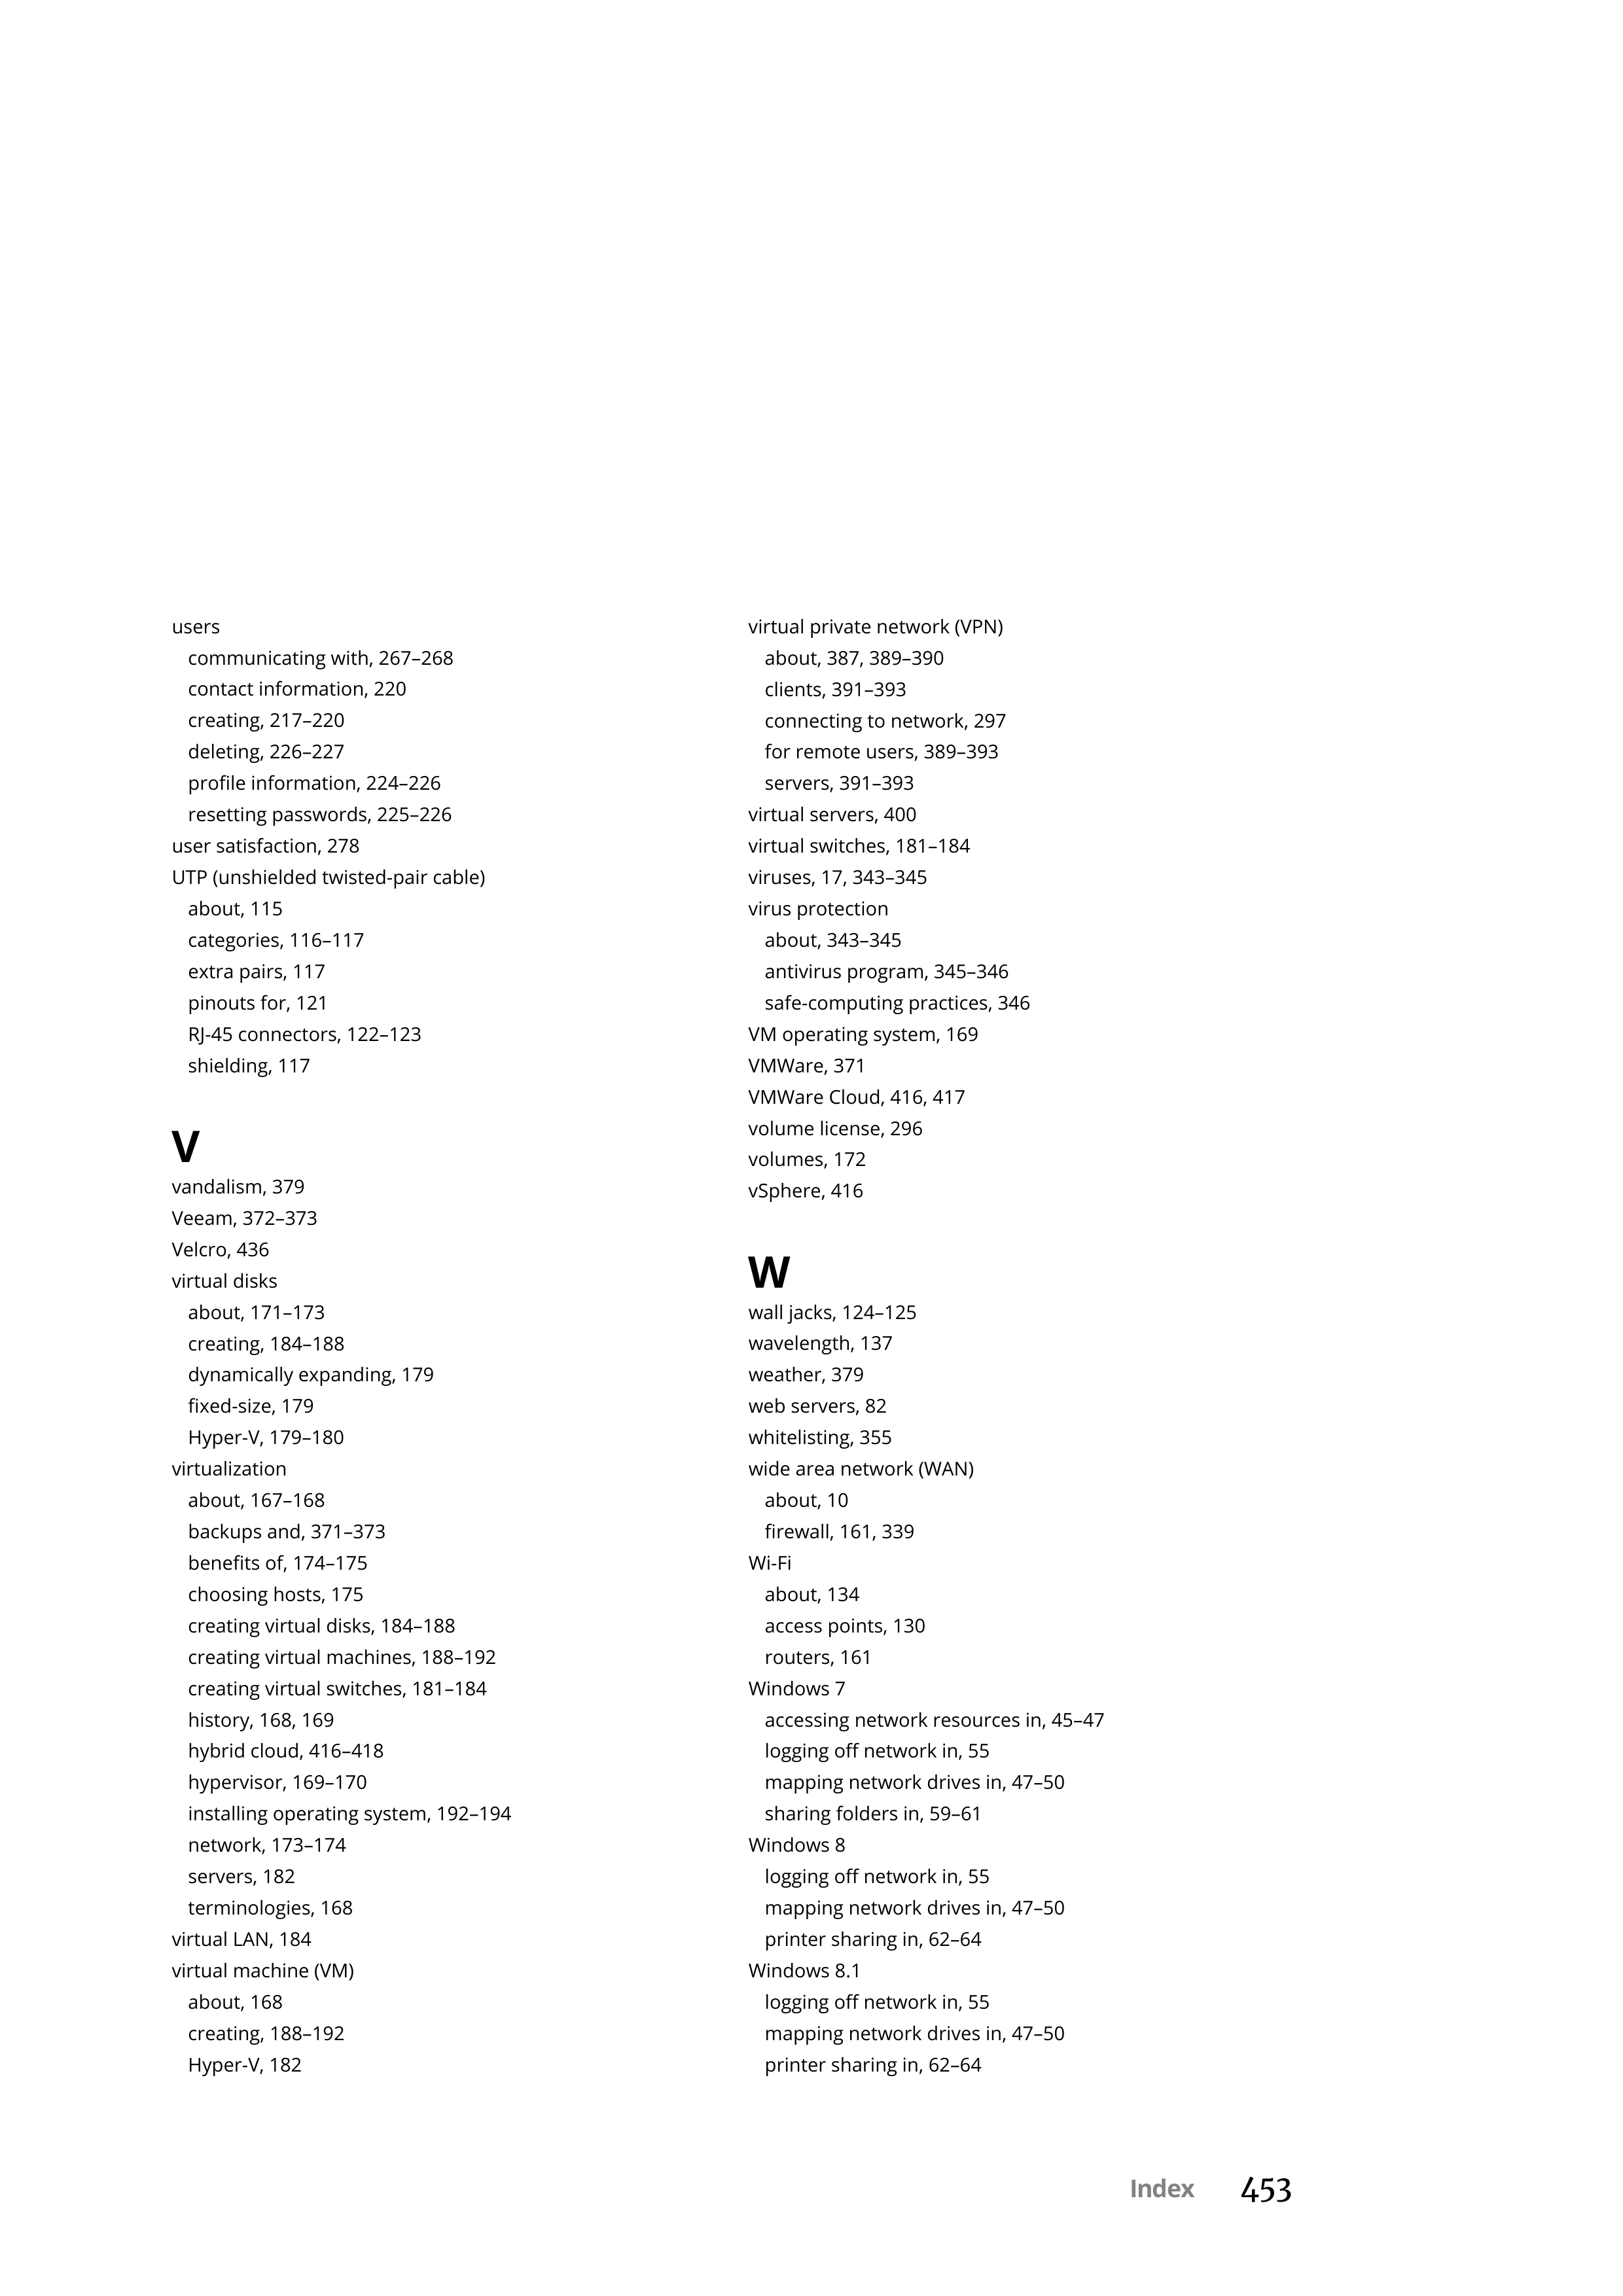 users
communicating with, 267–268
contact information, 220
creating, 217–220
deleting, 226–227
profile information, 224–226
resetting passwords, 225–226
user satisfaction, 278
UTP (unshielded twisted-pair cable)
about, 115
categories, 116–117
extra pairs, 117
pinouts for, 121
RJ-45 connectors, 122–123
shielding, 117
V
vandalism, 379
Veeam, 372–373
Velcro, 436
virtual disks
about, 171–173
creating, 184–188
dynamically expanding, 179
fixed-size, 179
Hyper-V, 179–180
virtualization
about, 167–168
backups and, 371–373
benefits of, 174–175
choosing hosts, 175
creating virtual disks, 184–188
creating virtual machines, 188–192
creating virtual switches, 181–184
history, 168, 169
hybrid cloud, 416–418
hypervisor, 169–170
installing operating system, 192–194
network, 173–174
servers, 182
terminologies, 168
virtual LAN, 184
virtual machine (VM)
about, 168
creating, 188–192
Hyper-V, 182
virtual private network (VPN)
about, 387, 389–390
clients, 391–393
connecting to network, 297
for remote users, 389–393
servers, 391–393
virtual servers, 400
virtual switches, 181–184
viruses, 17, 343–345
virus protection
about, 343–345
antivirus program, 345–346
safe-computing practices, 346
VM operating system, 169
VMWare, 371
VMWare Cloud, 416, 417
volume license, 296
volumes, 172
vSphere, 416
W
wall jacks, 124–125
wavelength, 137
weather, 379
web servers, 82
whitelisting, 355
wide area network (WAN)
about, 10
firewall, 161, 339
Wi-Fi
about, 134
access points, 130
routers, 161
Windows 7
accessing network resources in, 45–47
logging off network in, 55
mapping network drives in, 47–50
sharing folders in, 59–61
Windows 8
logging off network in, 55
mapping network drives in, 47–50
printer sharing in, 62–64
Windows 8.1
logging off network in, 55
mapping network drives in, 47–50
printer sharing in, 62–64
Index 453